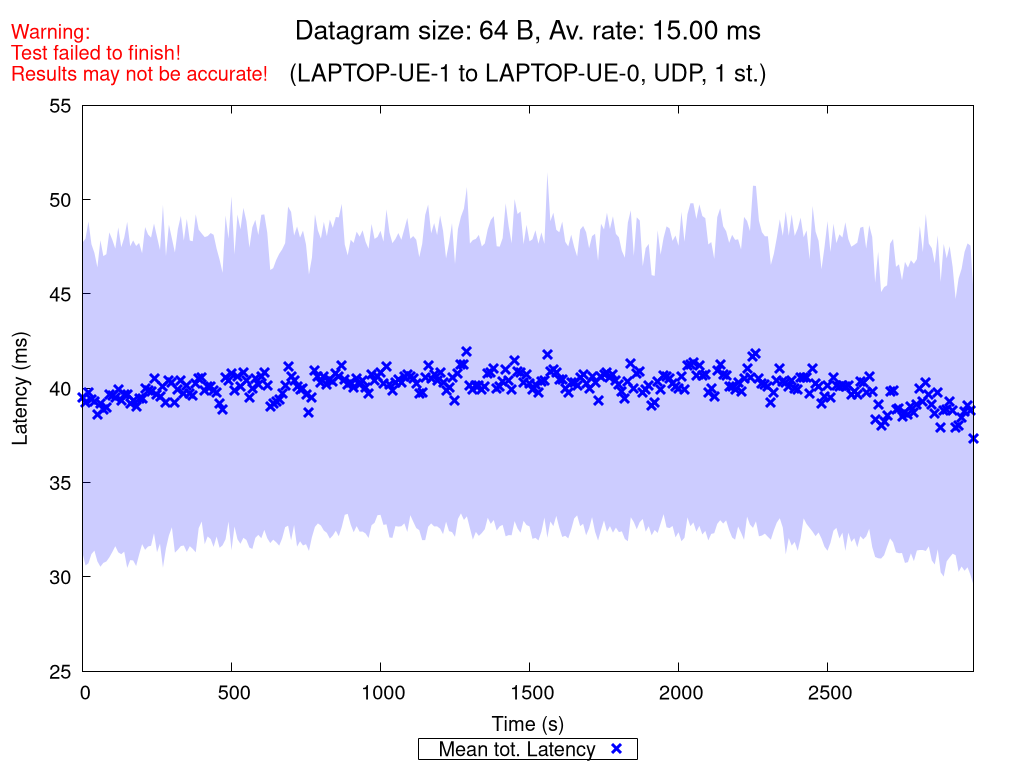 Warning:
Test failed to finish!
Results may not be accurate!
Datagram size: 64 B, Av. rate: 15.00 ms
(LAPTOP-UE-1 to LAPTOP-UE-0, UDP, 1 st.)
55
50
45
40
35
30
25
Latency (ms)
0 500 1000 1500 2000 2500
Time (s)
Mean tot. Latency